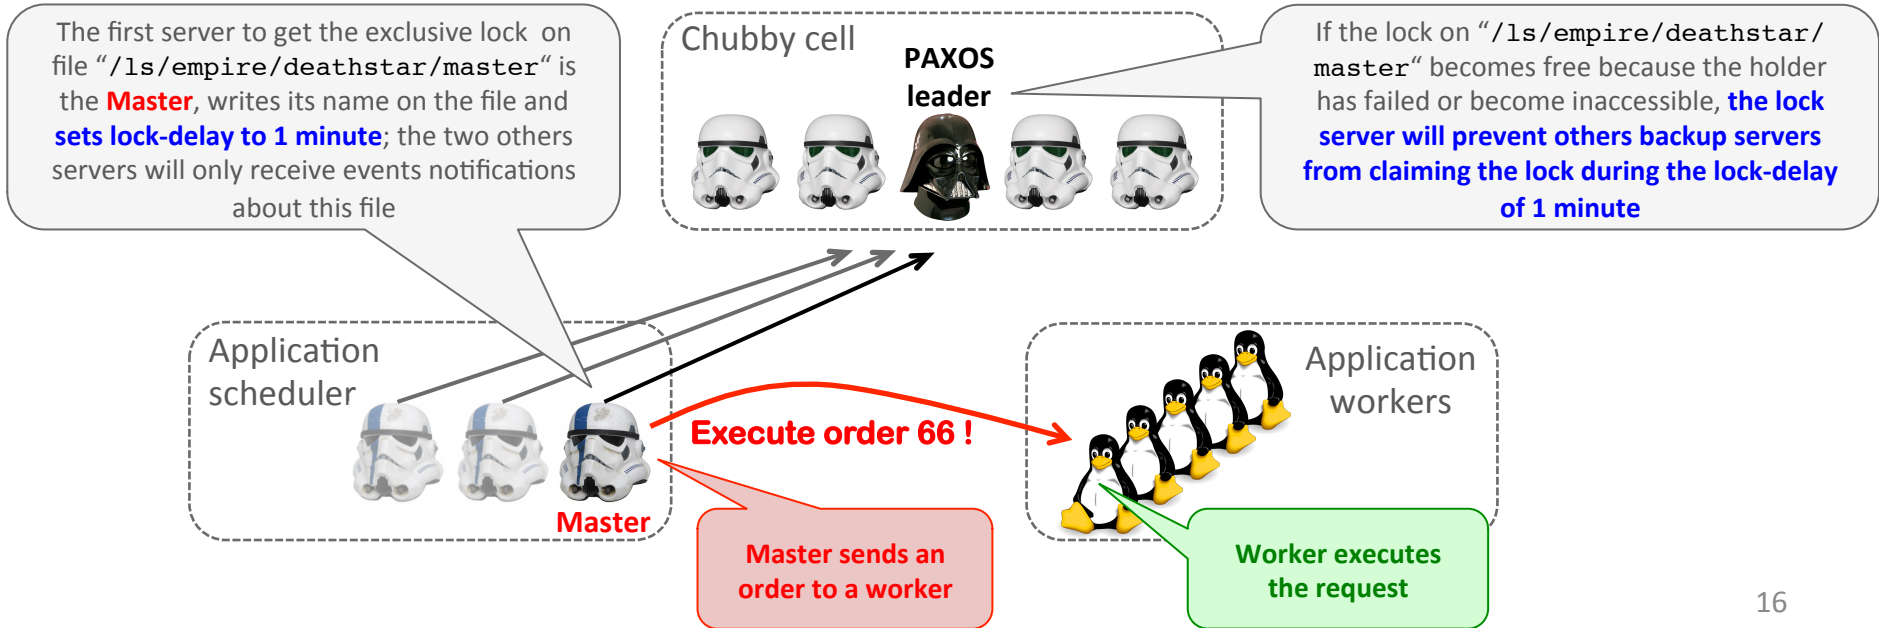 The first server to get the exclusive lock on
file “/ls/empire/deathstar/master“ is
the Master, writes its name on the file and
sets lock-delay to 1 minute; the two others
servers will only receive events notifications
about this file
Chubby cell
PAXOS
leader
If the lock on “/ls/empire/deathstar/
master“ becomes free because the holder
has failed or become inaccessible, the lock
server will prevent others backup servers
from claiming the lock during the lock-delay
of 1 minute
Application
scheduler
Master
Execute order 66 !
Application
workers
Master sends an
order to a worker
Worker executes
the request
16